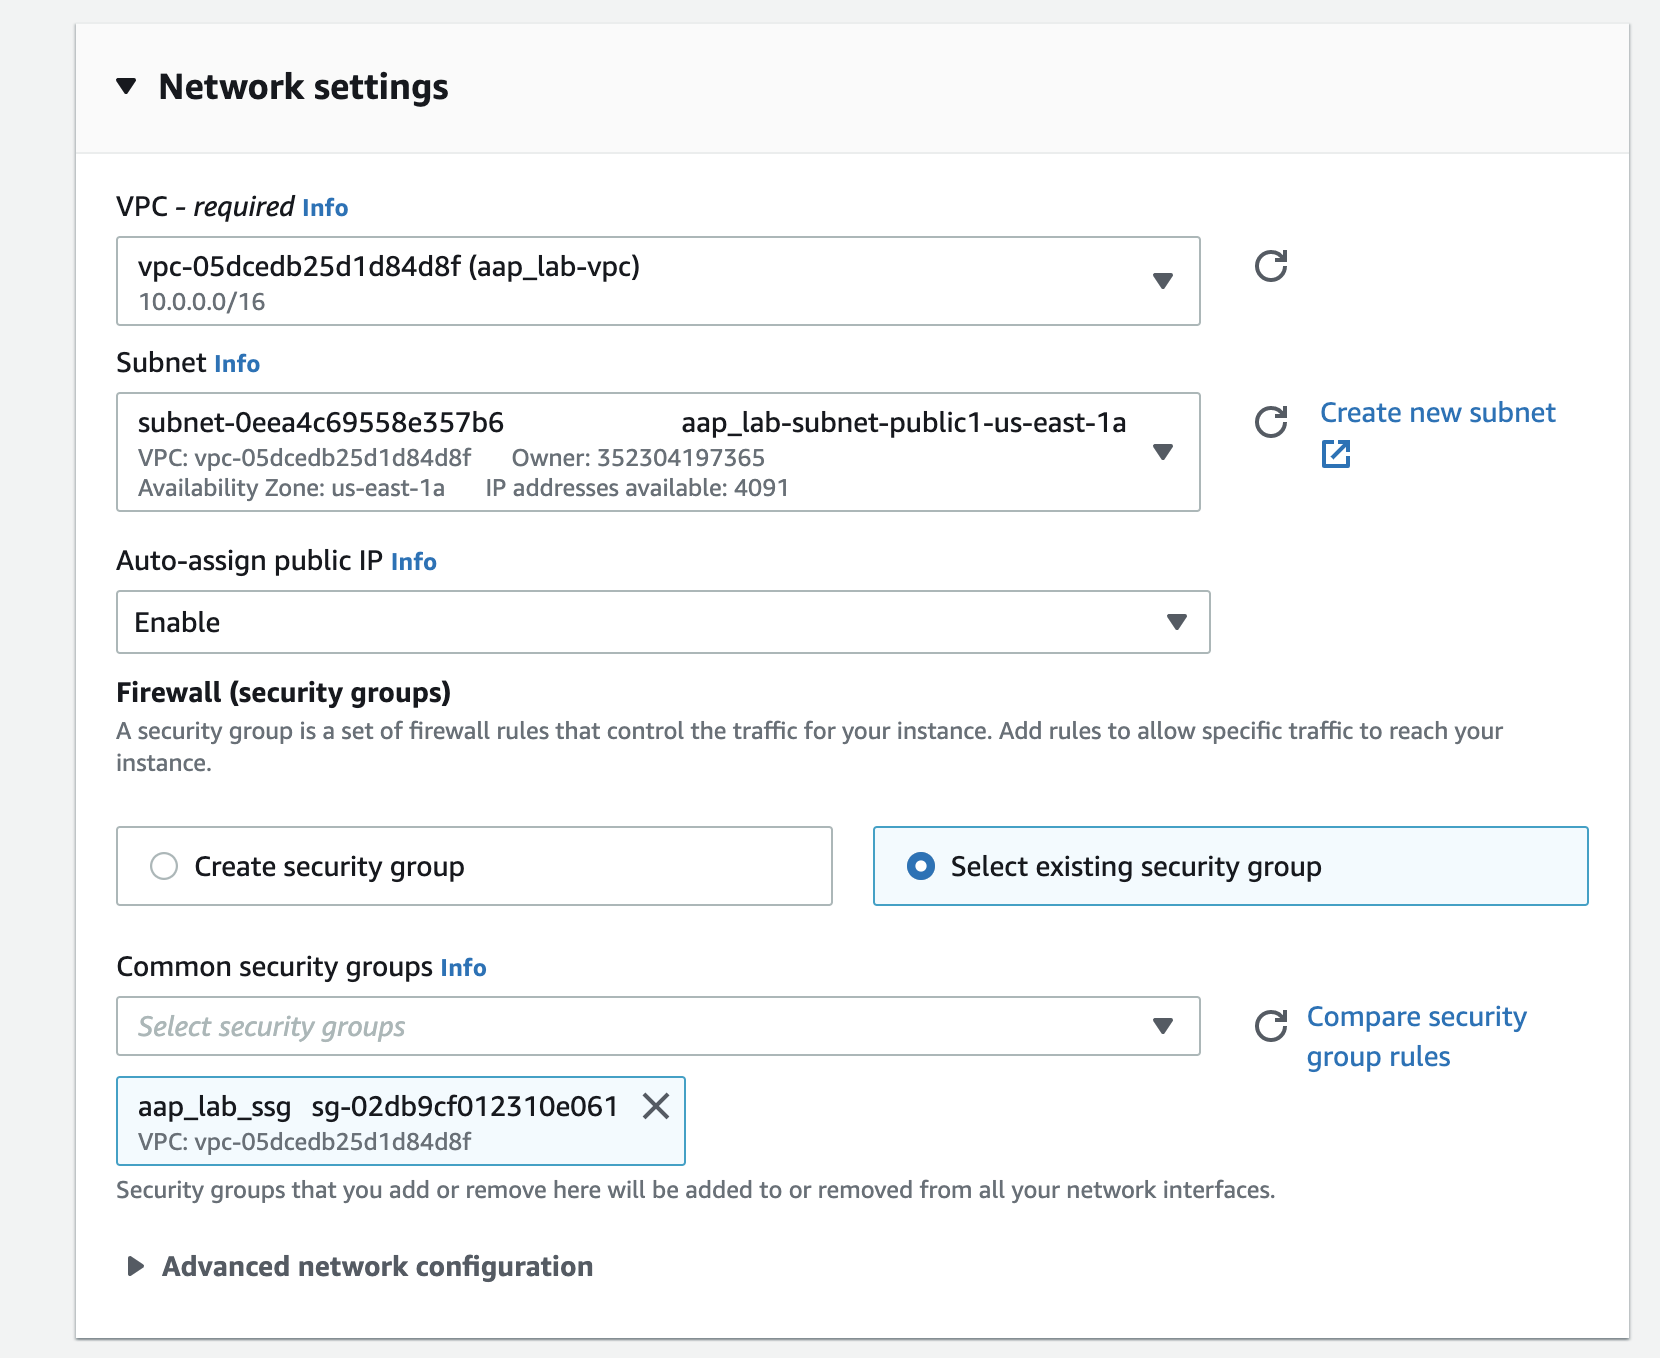 Network settings
VPC - required Info
vpc-05dcedb25d1d84d8f (aap_lab-vpc)
10.0.0.0/16
Subnet Info
subnet-0eea4c69558e357b6 aap_lab-subnet-public1-us-east-1a
VPC: vpc-05dcedb25d1d84d8f Owner: 352304197365
Availability Zone: us-east-1a IP addresses available: 4091
Create new subnet
Auto-assign public IP Info
Enable
Firewall (security groups)
A security group is a set of firewall rules that control the traffic for your instance. Add rules to allow specific traffic to reach your
instance.
Create security group
Select existing security group
Common security groups Info
Select security groups
Compare security
group rules
aap_lab_ssg sg-02db9cf012310e061
VPC: vpc-05dcedb25d1d84d8f
Security groups that you add or remove here will be added to or removed from all your network interfaces.
Advanced network configuration